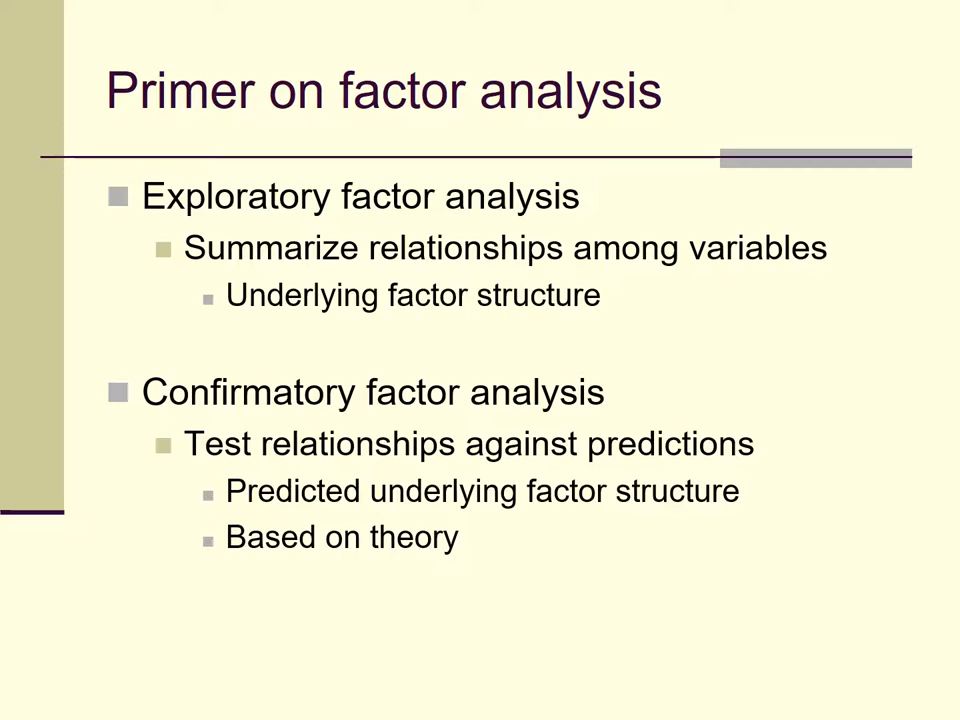 Primer on factor analysis
Exploratory factor analysis
Summarize relationships among variables
Underlying factor structure
Confirmatory factor analysis
Test relationships against predictions
Predicted underlying factor structure
Based on theory